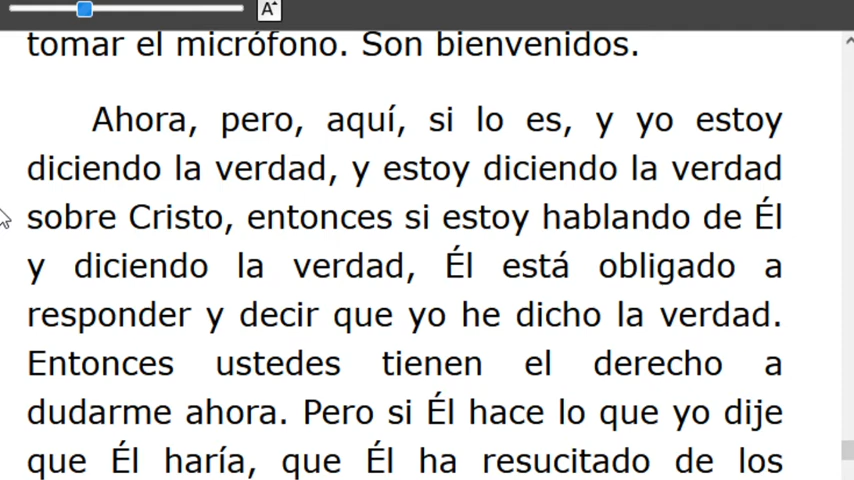 A
tomar el micrófono. Son bienvenidos.
Ahora, pero, aquí, si lo es, y yo estoy
diciendo la verdad, y estoy diciendo la verdad
sobre Cristo, entonces si estoy hablando de Él
y diciendo la verdad, Él está obligado a
responder y decir que yo he dicho la verdad.
Entonces ustedes tienen el derecho a
dudarme ahora. Pero si Él hace lo que yo dije
que Él haría, que Él ha resucitado de los